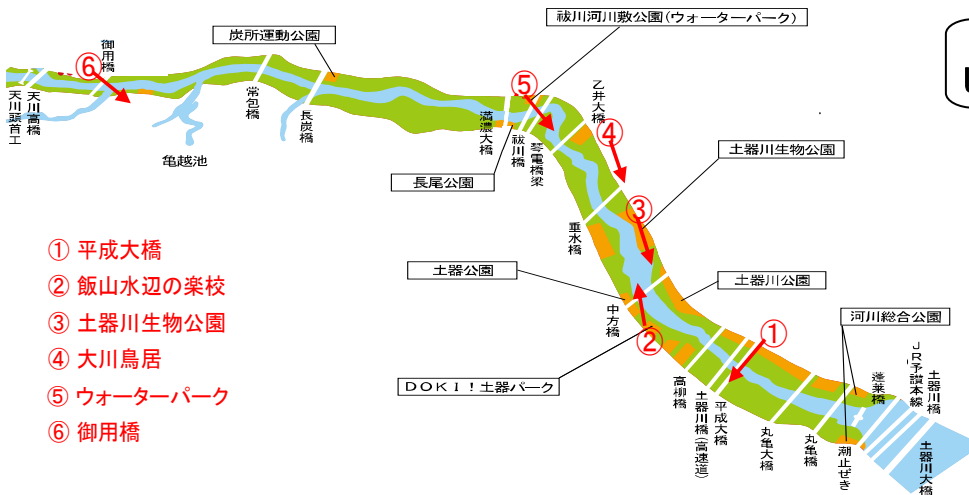 祓川河川敷公園(ウォーターパーク)
炭所運動公園
御用橋
⑥
⑤
乙井大橋
④
天川頭首工
天川高橋
亀越池
常包橋
長炭橋
満濃大橋
祓川橋
琴電橋梁
長尾公園
土器川生物公園
③
垂水橋
土器公園
土器川公園
中方橋
②
DOKI!土器パーク
①
河川総合公園
高柳橋
土器川橋(高速道)
平成大橋
丸亀大橋
丸亀橋
潮止ぜき
蓬莱橋
JR予讃本線
土器川橋
土器川大橋
① 平成大橋
② 飯山水辺の楽校
③ 土器川生物公園
④ 大川鳥居
⑤ ウォーターパーク
⑥ 御用橋